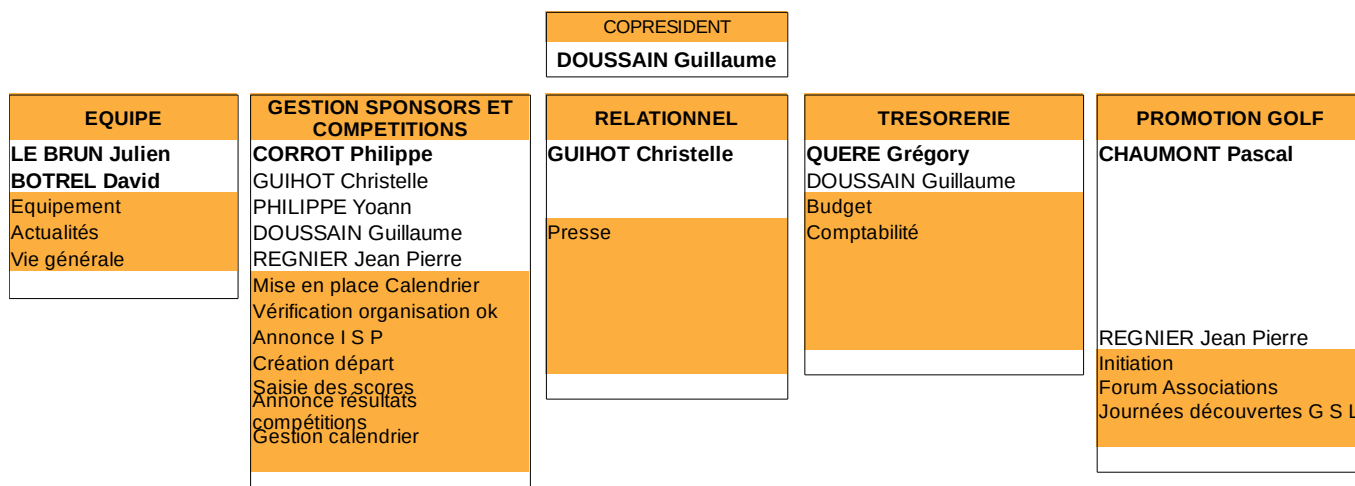 COPRESIDENT
DOUSSAIN Guillaume
EQUIPE
LE BRUN Julien
BOTREL David
Equipement
Actualités
Vie générale
GESTION SPONSORS ET
COMPETITIONS
CORROT Philippe
GUIHOT Christelle
PHILIPPE Yoann
DOUSSAIN Guillaume
REGNIER Jean Pierre
Mise en place Calendrier
Vérification organisation ok
Annonce I S P
Création départ
Saisie des scores
Annonce résultats
compétitions
Gestion calendrier
RELATIONNEL
GUIHOT Christelle
Presse
TRESORERIE
QUERE Grégory
DOUSSAIN Guillaume
Budget
Comptabilité
PROMOTION GOLF
CHAUMONT Pascal
REGNIER Jean Pierre
Initiation
Forum Associations
Journées découvertes G S L